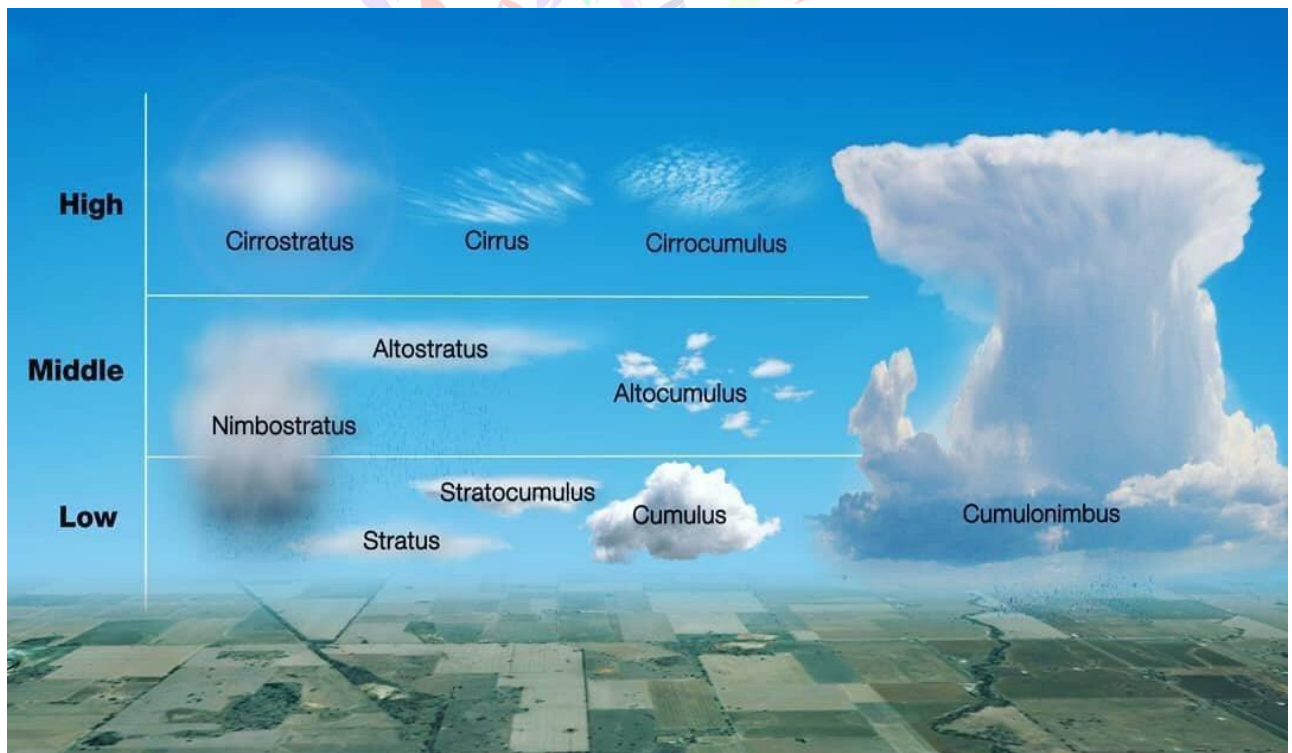 High
Cirrostratus
Cirrus
Cirrocumulus
Middle
Altostratus
Altocumulus
Nimbostratus
Low
Stratocumulus
Cumulus
Cumulonimbus
Stratus